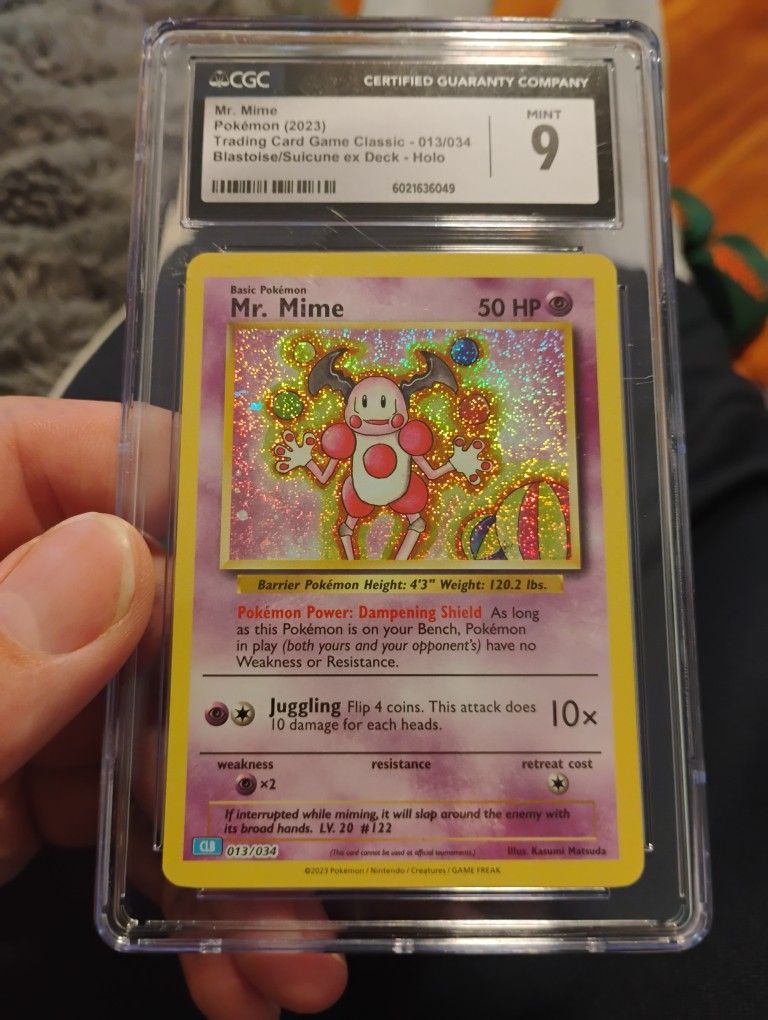 CGC CERTIFIED GUARANTY COMPANY
Mr. Mime
Pokémon (2023)
Trading Card Game Classic - 013/034
Blastoise/Suicune ex Deck - Holo
6021636049
MINT
9
Basic Pokémon
Mr. Mime 50 HP
Barrier Pokémon Height: 4'3" Weight: 120.2 lbs.
Pokémon Power: Dampening Shield As long
as this Pokémon is on your Bench, Pokémon
in play (both yours and your opponent's) have no
Weakness or Resistance.
Juggling Flip 4 coins. This attack does 10x
10 damage for each heads.
weakness resistance retreat cost
×2
If interrupted while miming, it will slap around the enemy with
its broad hands. LV. 20 #122
CLB 013/034 (This card cannot be used at official tournaments.) Illus. Kasumi Matsuda
©2023 Pokémon / Nintendo / Creatures / GAME FREAK